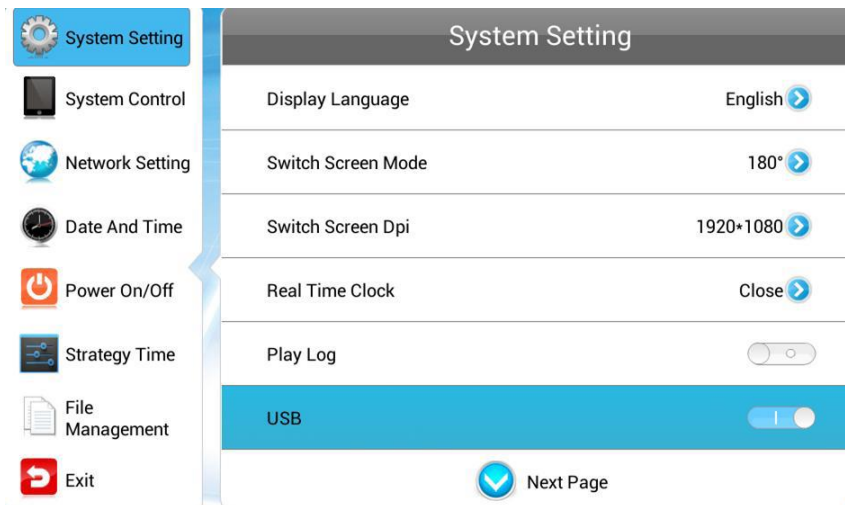 System Setting
System Control
Network Setting
Date And Time
Power On/Off
Strategy Time
File
Management
Exit
System Setting
Display Language English
Switch Screen Mode 180°
Switch Screen Dpi 1920*1080
Real Time Clock Close
Play Log
USB
Next Page